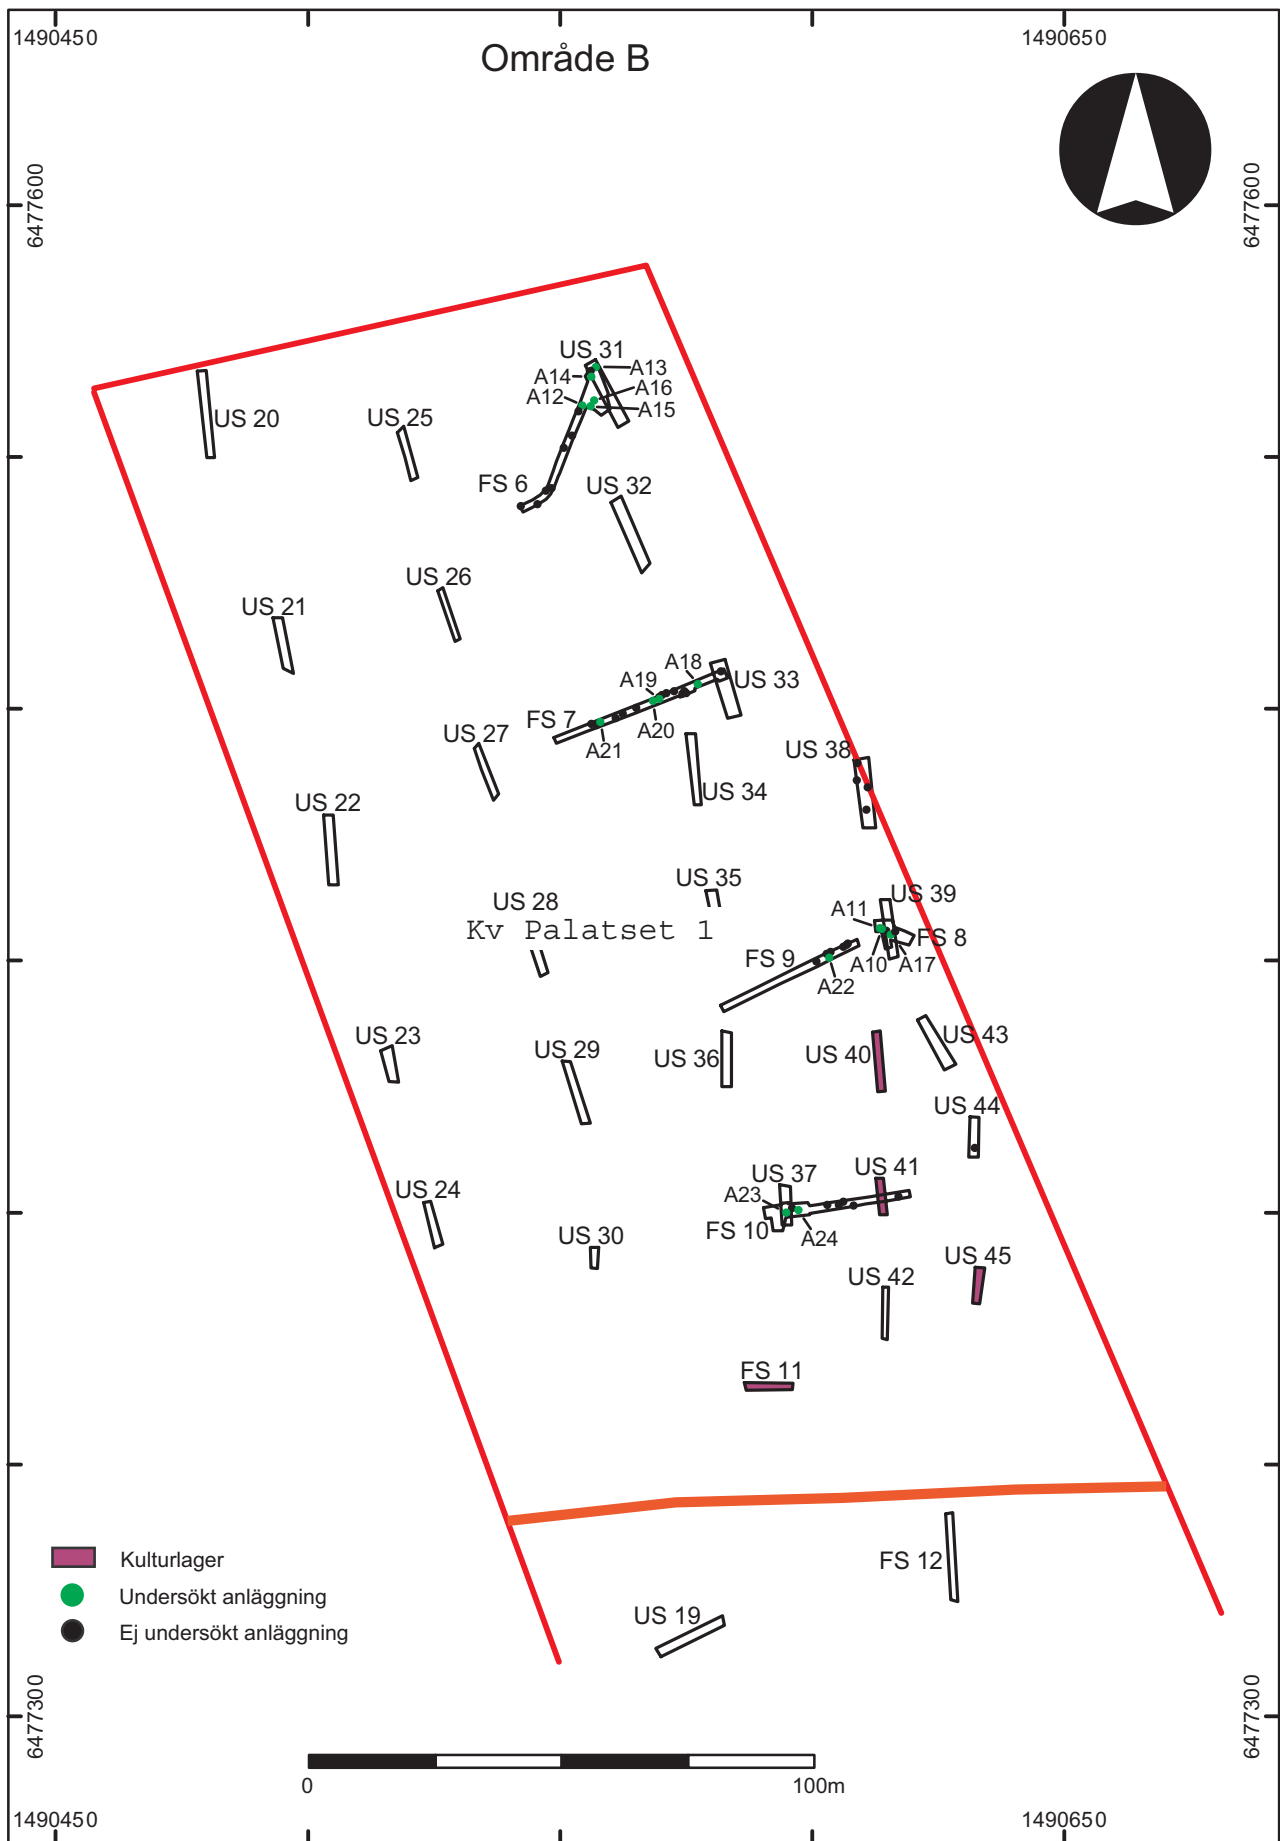 1490450
1490650
Område B
6477600
6477600
US 31
A13
A14
A16
A12
A15
US 20
US 25
FS 6
US 32
US 26
US 21
A18
A19
US 33
FS 7
A20
A21
US 27
US 38
US 34
US 22
US 35
US 39
US 28
A11
Kv Palatset 1
FS 8
FS 9
A10
A17
A22
US 23
US 29
US 36
US 40
US 43
US 44
US 37
US 41
US 24
A23
FS 10
A24
US 30
US 45
US 42
FS 11
Kulturlager
FS 12
Undersökt anläggning
US 19
Ej undersökt anläggning
6477300
6477300
0
100m
1490450
1490650